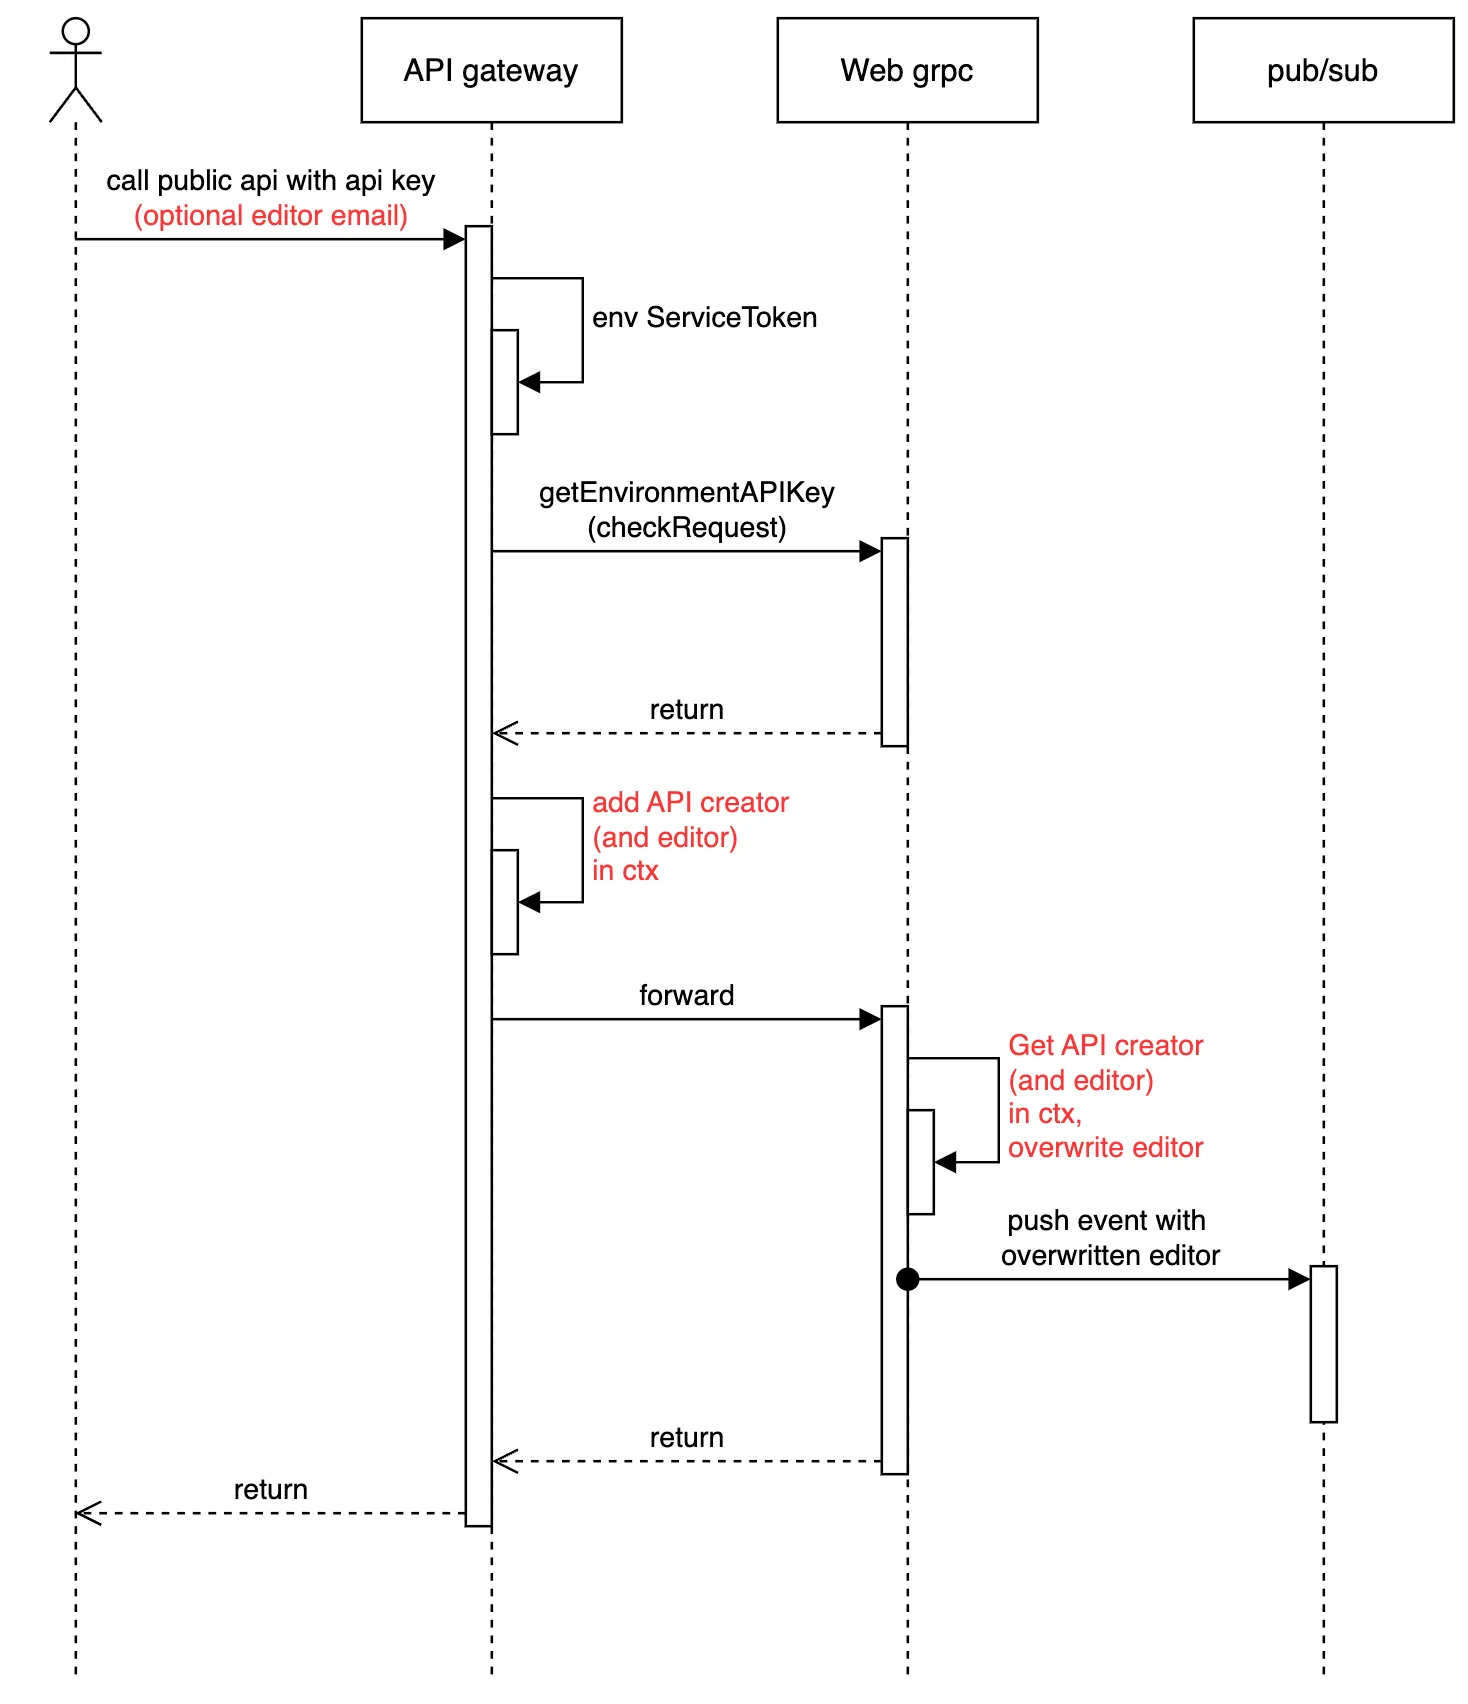 API gateway
Web grpc
pub/sub
call public api with api key
(optional editor email)
env ServiceToken
getEnvironmentAPIKey
(checkRequest)
return
add API creator
(and editor)
in ctx
forward
Get API creator
(and editor)
in ctx,
overwrite editor
push event with
overwritten editor
return
return